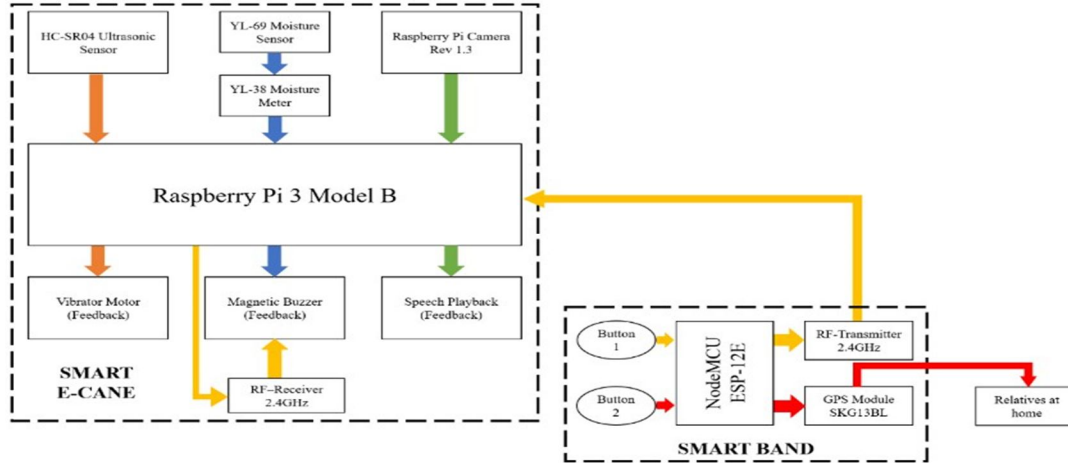 HC-SR04 Ultrasonic
Sensor
YL-69 Moisture
Sensor
Raspberry Pi Camera
Rev 1.3
YL-38 Moisture
Meter
Raspberry Pi 3 Model B
Vibrator Motor
(Feedback)
Magnetic Buzzer
(Feedback)
Speech Playback
(Feedback)
SMART
E-CANE
RF–Receiver
2.4GHz
Button
1
NodeMCU
ESP-12E
RF-Transmitter
2.4GHz
Button
2
GPS Module
SKG13BL
Relatives at
home
SMART BAND